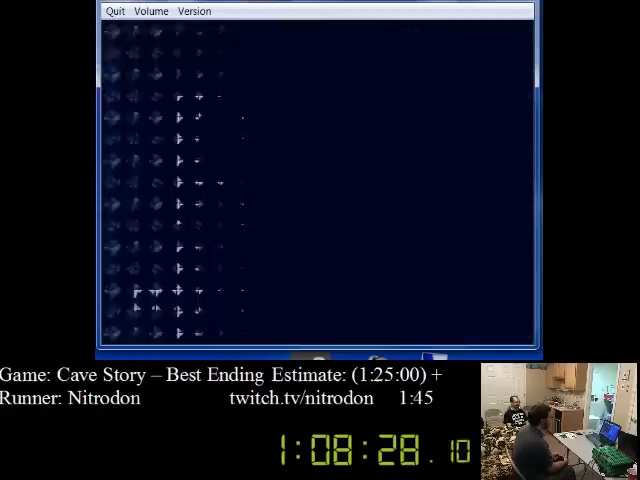 Quit Volume Version
Game: Cave Story – Best Ending Estimate: (1:25:00) +
Runner: Nitrodon twitch.tv/nitrodon 1:45
1:08:28.10